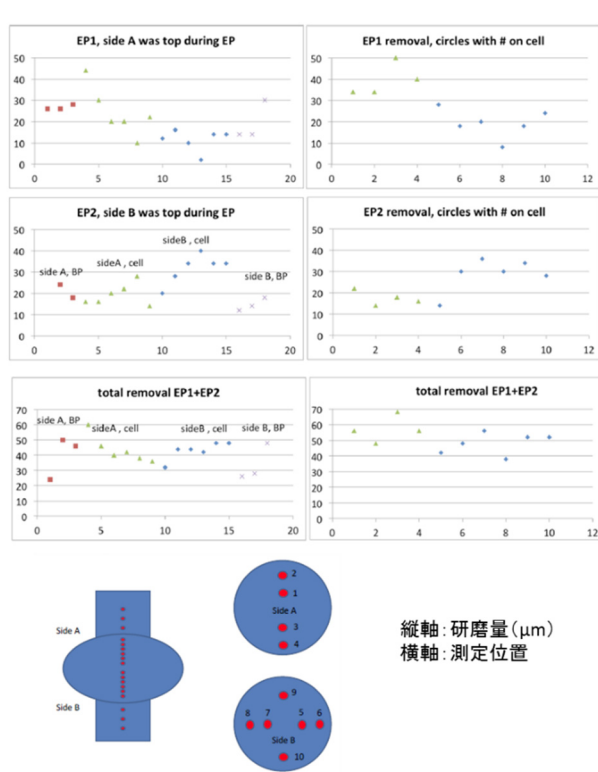 EP1, side A was top during EP
50
40
30
20
10
0
0 5 10 15 20
EP1 removal, circles with # on cell
50
40
30
20
10
0
0 2 4 6 8 10 12
EP2, side B was top during EP
50
40
30
20
10
0
side A, BP
sideA , cell
sideB , cell
side B, BP
0 5 10 15 20
EP2 removal, circles with # on cell
50
40
30
20
10
0
0 2 4 6 8 10 12
total removal EP1+EP2
70
60
50
40
30
20
10
0
side A, BP
sideA , cell
sideB , cell
side B, BP
0 5 10 15 20
total removal EP1+EP2
70
60
50
40
30
20
10
0
0 2 4 6 8 10 12
Side A
Side B
2
1
Side A
3
4
9
8 7 5 6
Side B
10
縦軸：研磨量（μm）
横軸：測定位置